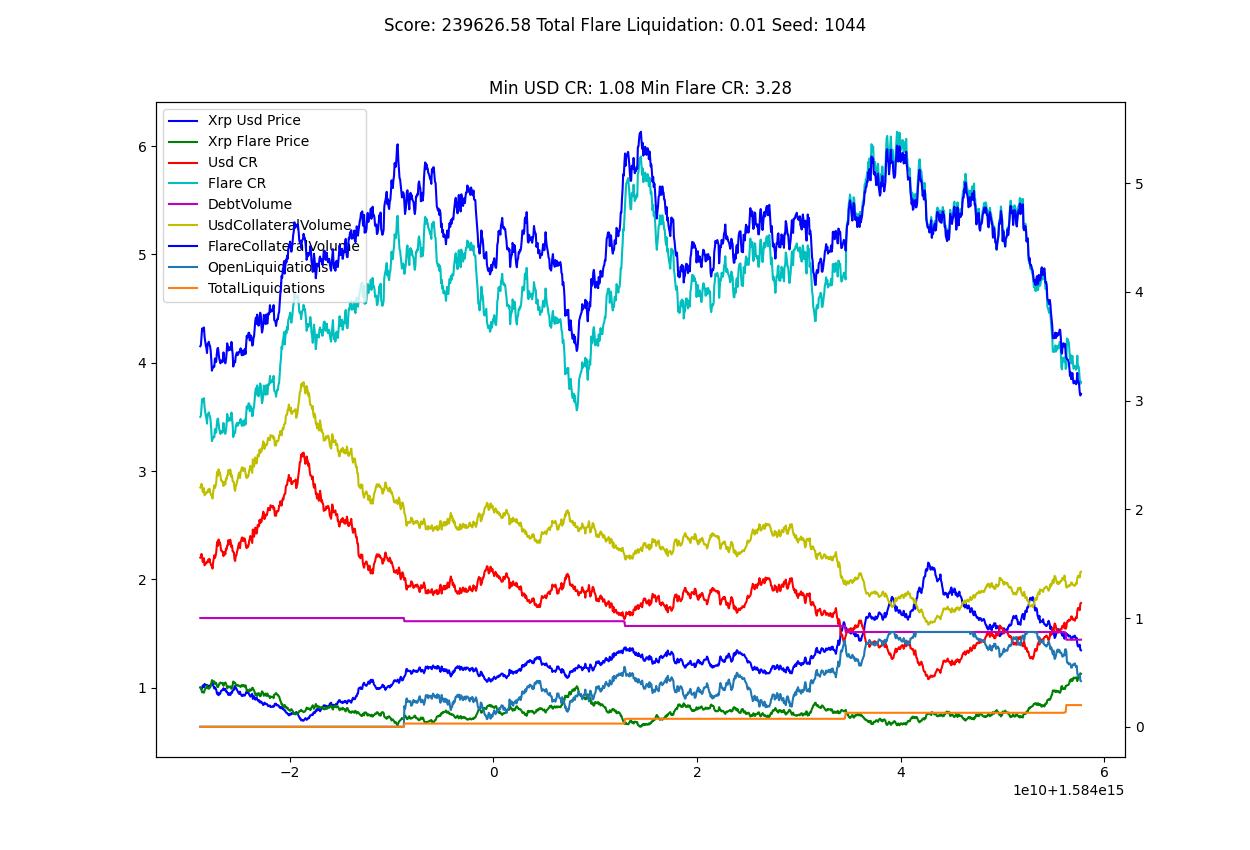 Score: 239626.58 Total Flare Liquidation: 0.01 Seed: 1044
Min USD CR: 1.08 Min Flare CR: 3.28
Xrp Usd Price
Xrp Flare Price
Usd CR
Flare CR
DebtVolume
UsdCollateralVolume
FlareCollateralVolume
OpenLiquidations
TotalLiquidations
6
5
4
3
2
1
5
4
3
2
1
0
−2
0
2
4
6
1e10+1.584e15